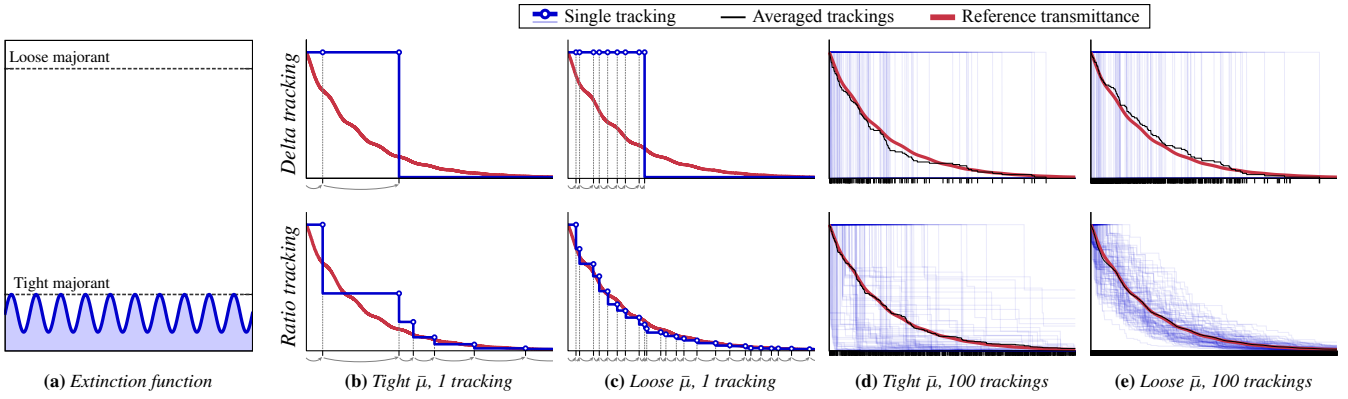 Single tracking Averaged trackings Reference transmittance
Loose majorant
Tight majorant
Delta tracking
Ratio tracking
(a) Extinction function
(b) Tight μ̄, 1 tracking
(c) Loose μ̄, 1 tracking
(d) Tight μ̄, 100 trackings
(e) Loose μ̄, 100 trackings